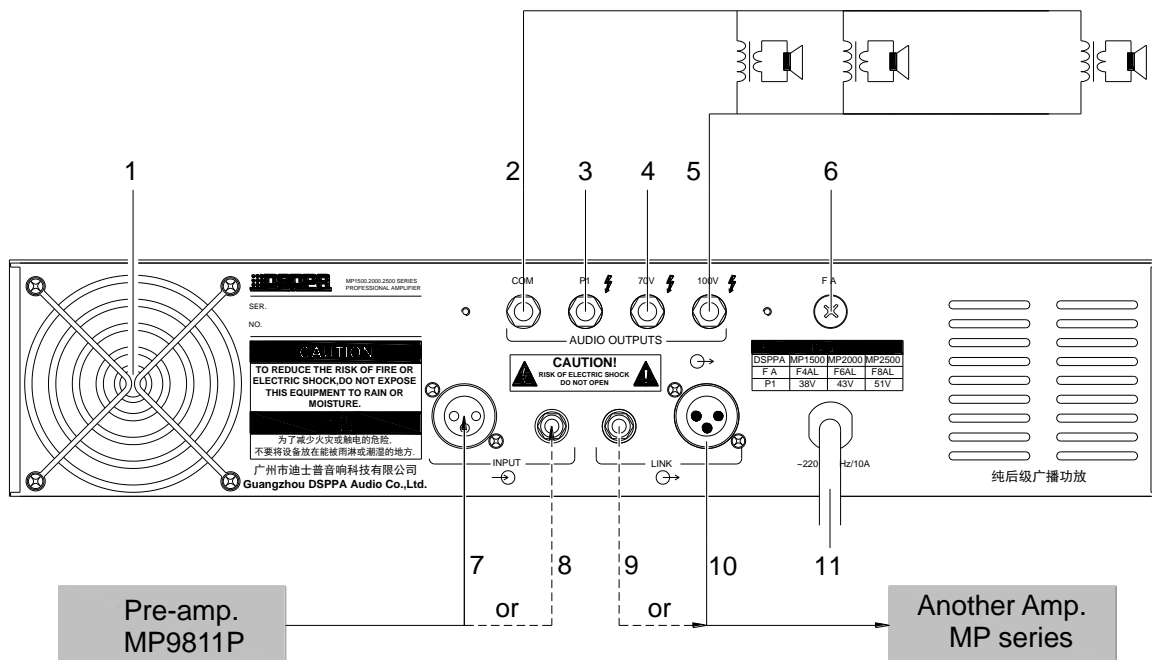 1
2
3
4
5
6
DSPPA
MP1500.2000.2500 SERIES
PROFESSIONAL AMPLIFIER
SER.
NO.
COM
P1
70V
100V
F A
AUDIO OUTPUTS
CAUTION
TO REDUCE THE RISK OF FIRE OR
ELECTRIC SHOCK,DO NOT EXPOSE
THIS EQUIPMENT TO RAIN OR
MOISTURE.
为了减少火灾或触电的危险.
不要将设备放在能被雨淋或潮湿的地方.
广州市迪士普音响科技有限公司
Guangzhou DSPPA Audio Co.,Ltd.
CAUTION!
RISK OF ELECTRIC SHOCK
DO NOT OPEN
DSPPA MP1500 MP2000 MP2500
F A F4AL F6AL F8AL
P1 38V 43V 51V
INPUT
LINK
~220 Hz/10A
纯后级广播功放
7
8
9
10
11
or
or
Pre-amp.
MP9811P
Another Amp.
MP series